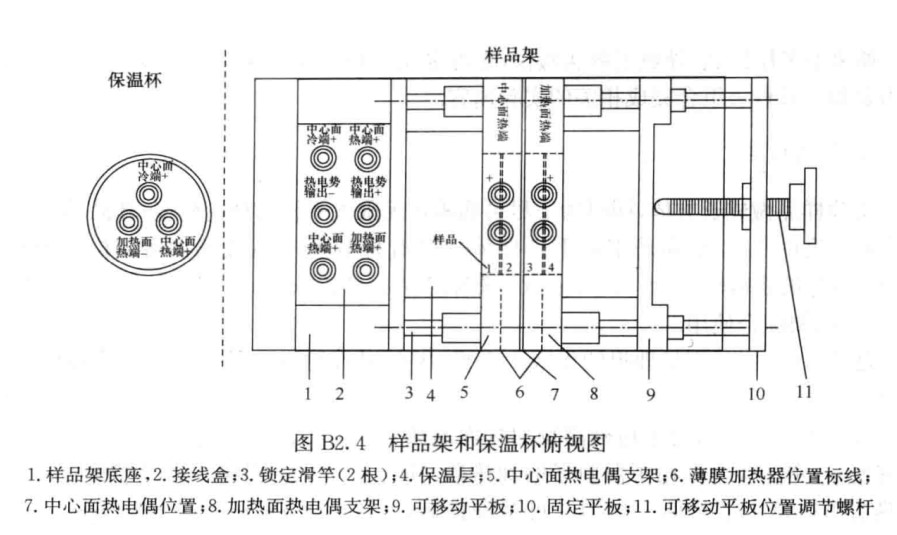 样品架
保温杯
中心面热端
加热面热端
中心面
冷端+
中心面
热端+
中心面
冷端+
热电势
输出-
热电势
输出+
加热面
热端-
中心面
热端+
中心面
冷端+
中心面
热端+
+
+
样品
1 2 3 4
1 2 3 4 5 6 7 8 9 10 11
图 B2.4 样品架和保温杯俯视图
1.样品架底座,2.接线盒;3.锁定滑竿(2根);4.保温层;5.中心面热电偶支架;6.薄膜加热器位置标线;
7.中心面热电偶位置;8.加热面热电偶支架;9.可移动平板;10.固定平板;11.可移动平板位置调节螺杆